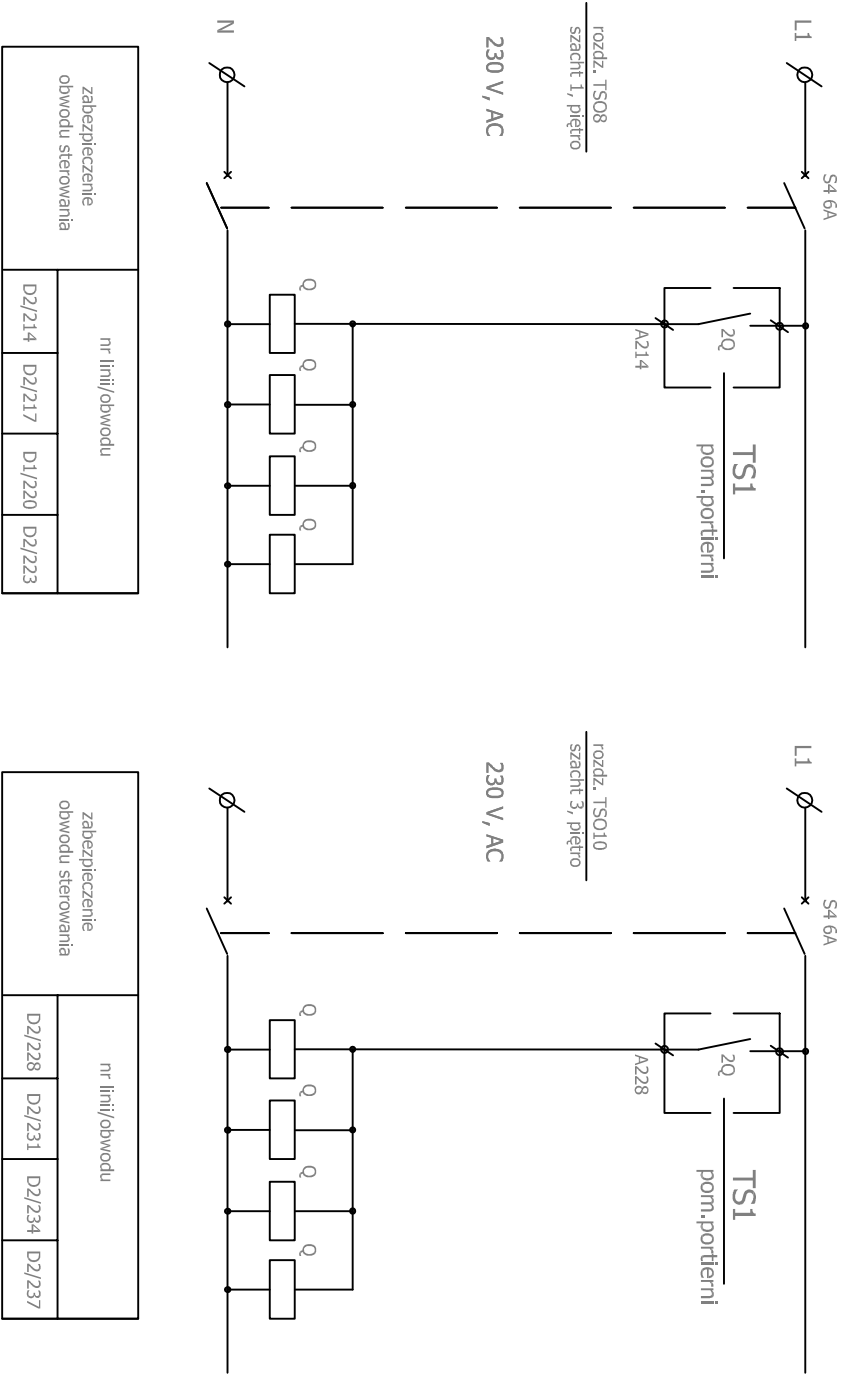 L1
S4 6A
rozdz. TSO8
szacht 1, piętro
230 V, AC
N
2Q
A214
TS1
pom.portierni
Q
Q
Q
Q
zabezpieczenie
obwodu sterowania
nr linii/obwodu
D2/214
D2/217
D1/220
D2/223
L1
S4 6A
rozdz. TSO10
szacht 3, piętro
230 V, AC
2Q
A228
TS1
pom.portierni
Q
Q
Q
Q
zabezpieczenie
obwodu sterowania
nr linii/obwodu
D2/228
D2/231
D2/234
D2/237